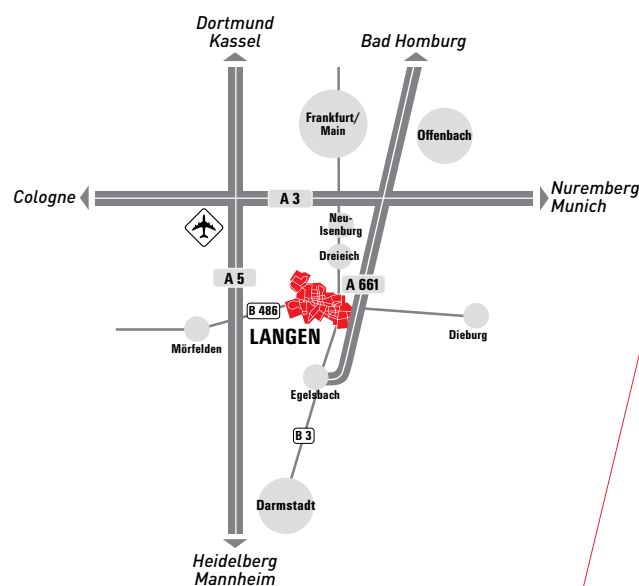 Dortmund
Kassel
Bad Homburg
Frankfurt/
Main
Offenbach
Cologne
A 3
Nuremberg
Munich
Neu-
Isenburg
Dreieich
A 5
A 661
B 486
LANGEN
Mörfelden
Dieburg
Egelsbach
B 3
Darmstadt
Heidelberg
Mannheim